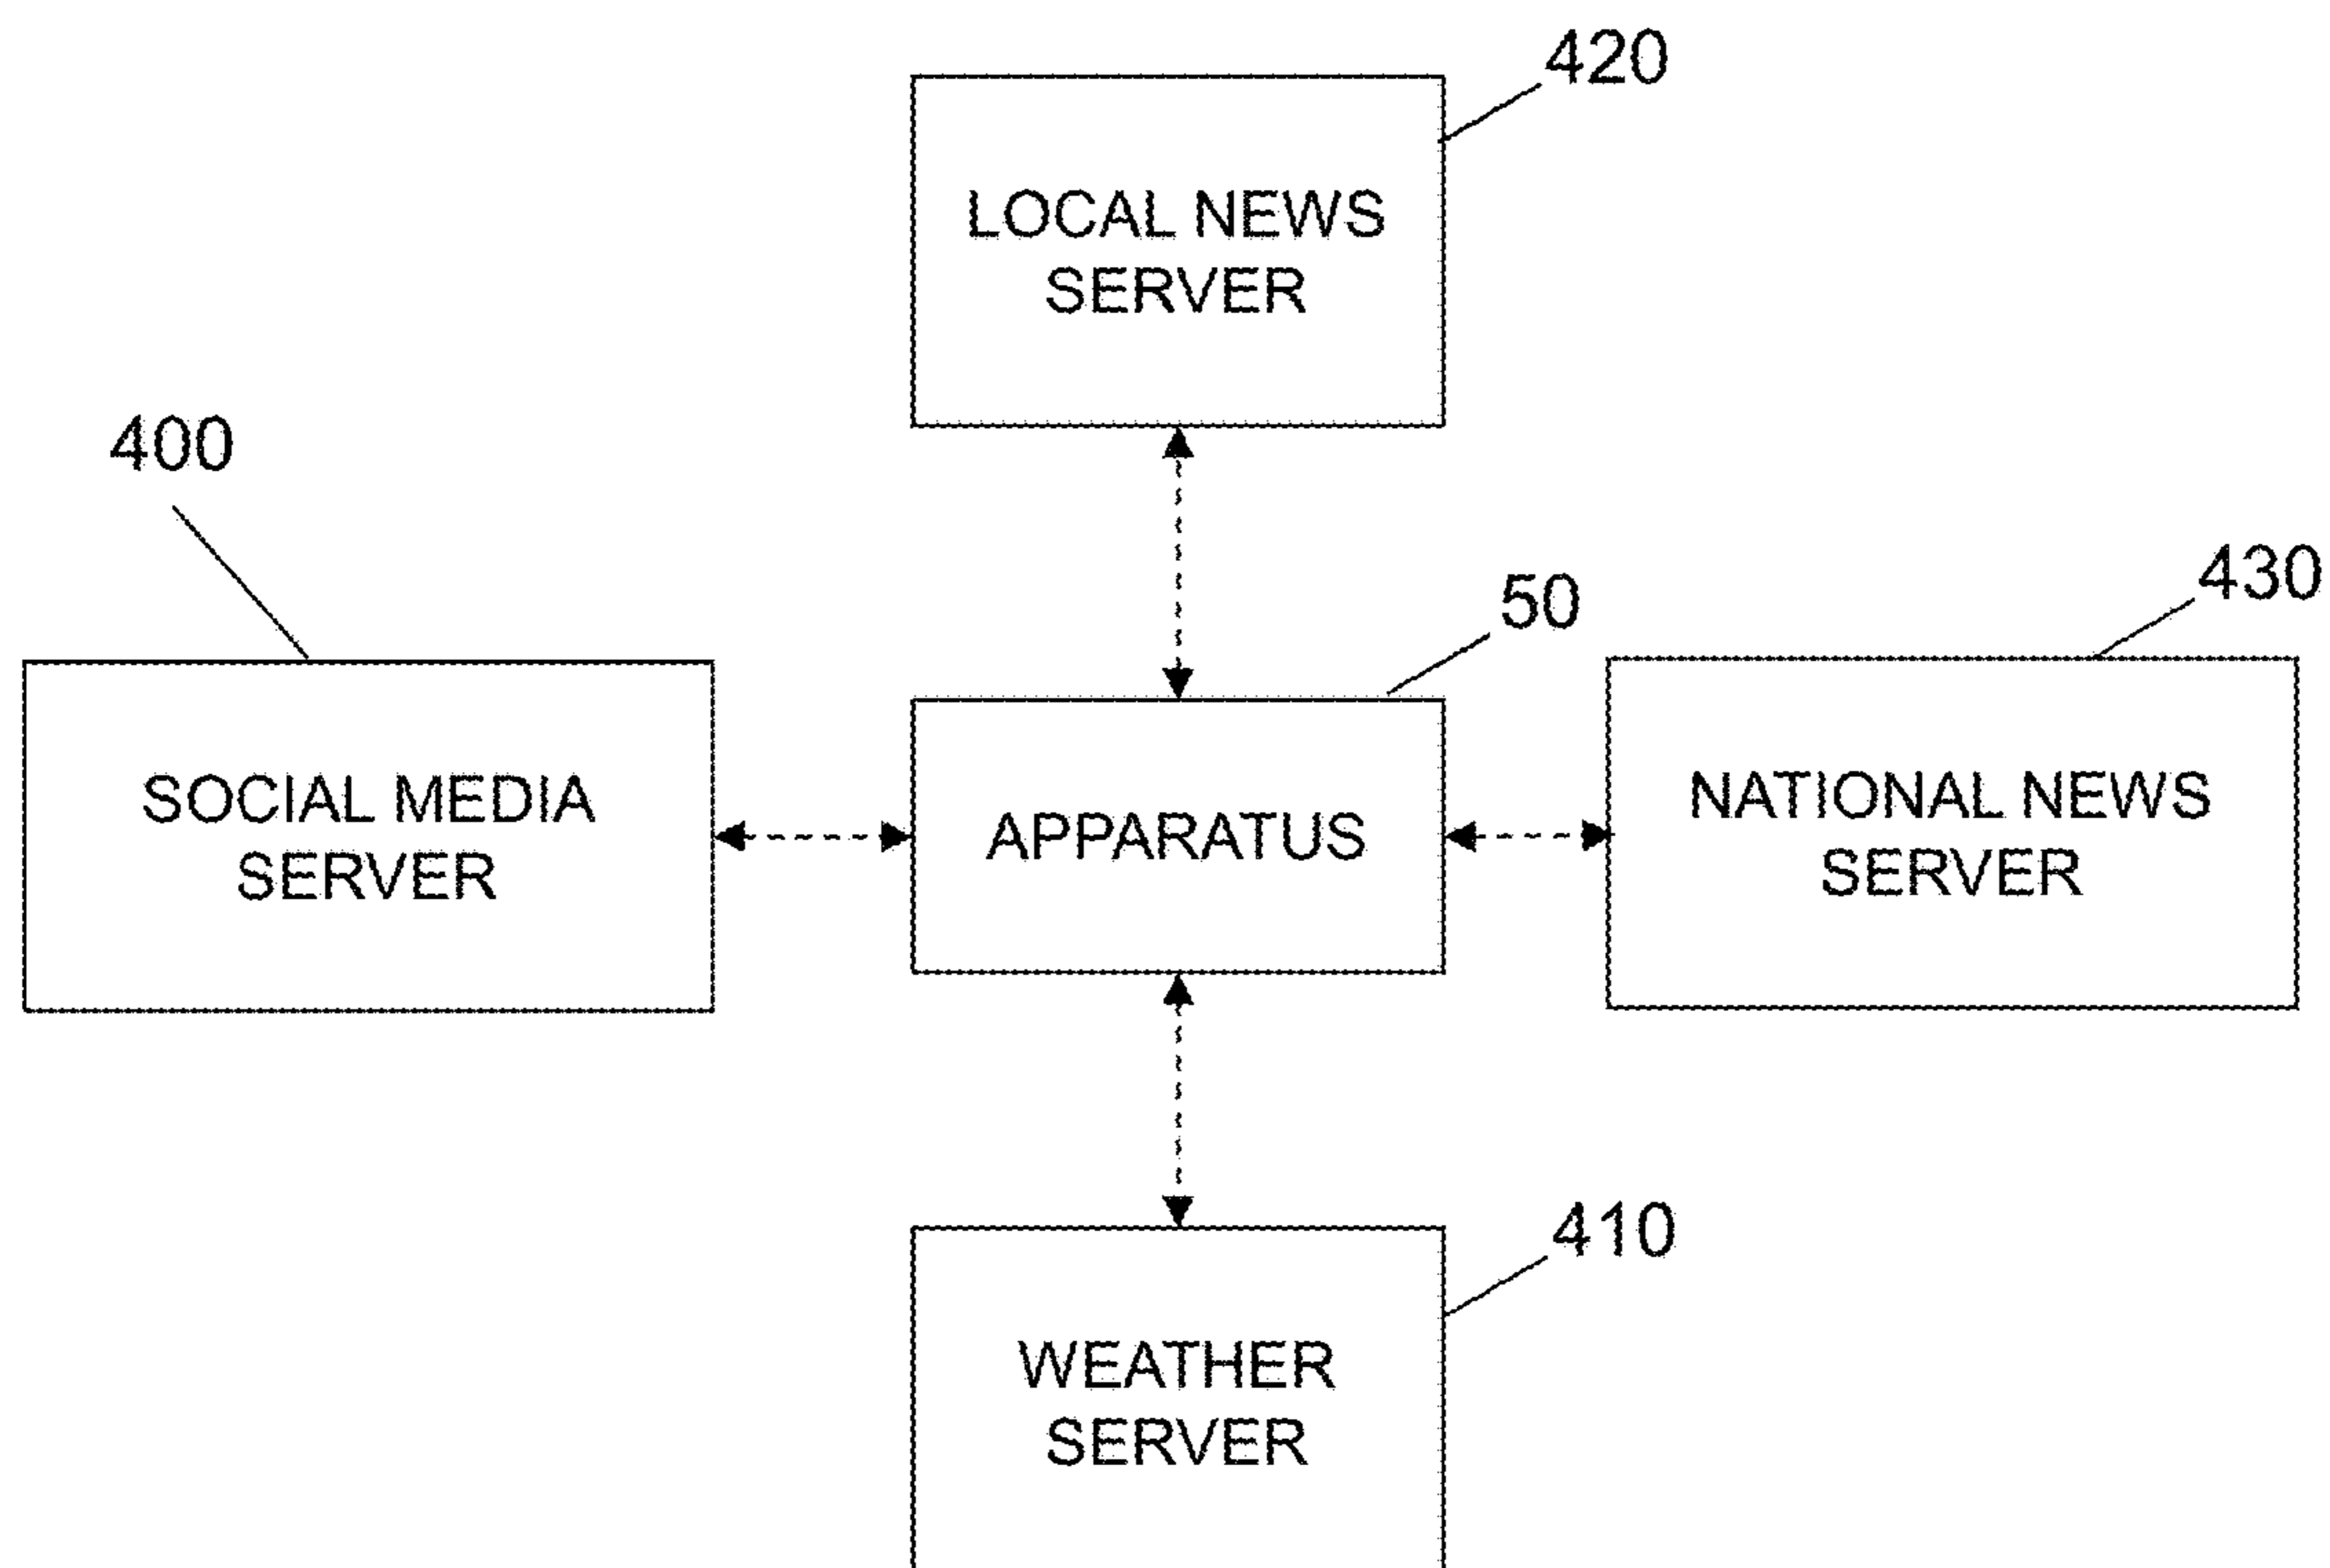 420
LOCAL NEWS
SERVER
400
50
430
SOCIAL MEDIA
SERVER
APPARATUS
NATIONAL NEWS
SERVER
410
WEATHER
SERVER